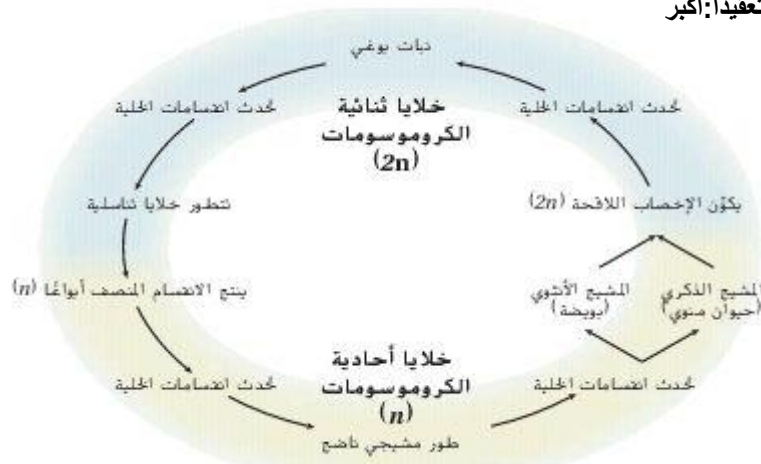 تعقيدا:أكبر
نبات بوغي
تحدث انقسامات الخلية
خلايا ثنائية
الكروموسومات
(2n)
تحدث انقسامات الخلية
يكوّن الإخصاب اللاقحة (2n)
تتطور خلايا تناسلية
المشيج الذكري
(حيوان منوي)
المشيج الأنثوي
(بويضة)
ينتج الانقسام المنصف أبواغًا (n)
خلايا أحادية
الكروموسومات
(n)
تحدث انقسامات الخلية
تحدث انقسامات الخلية
طور مشيجي ناضج